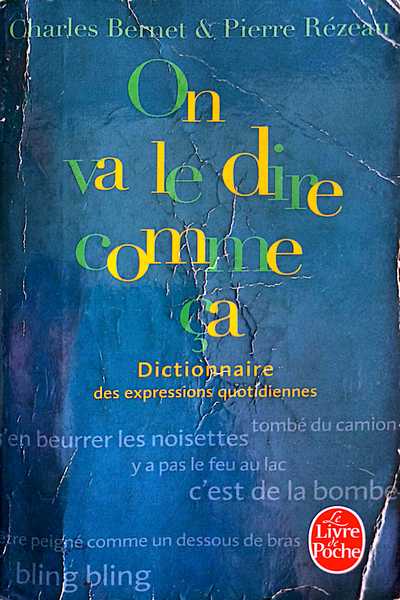 Charles Bernet & Pierre Rézeau
On
va le dire
comme
ça
Dictionnaire
des expressions quotidiennes
tombé du camion
s'en beurrer les noisettes
y a pas le feu au lac
c'est de la bombe
être peigné comme un dessous de bras
bling bling
Le
Livre
de
Poche